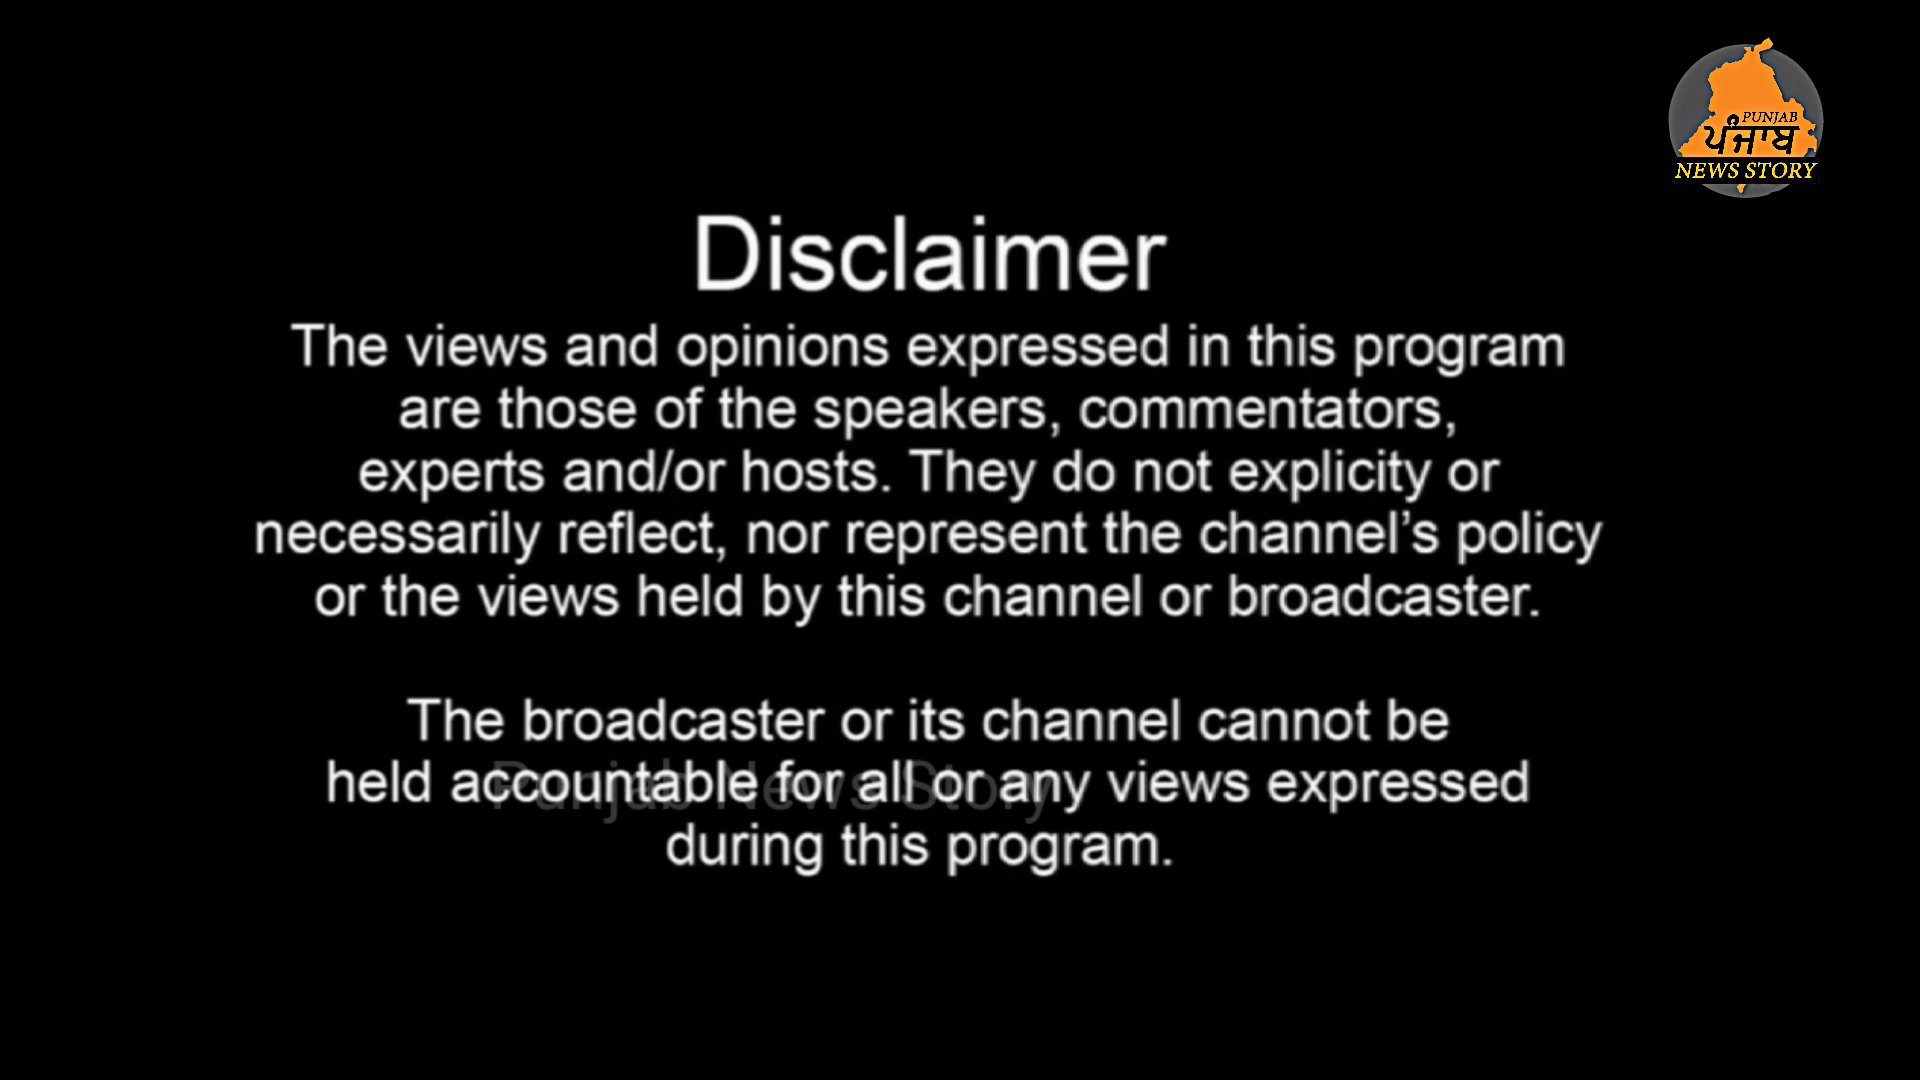 PUNJAB
ਪੰਜਾਬ
NEWS STORY
Disclaimer
The views and opinions expressed in this program
are those of the speakers, commentators,
experts and/or hosts. They do not explicity or
necessarily reflect, nor represent the channel’s policy
or the views held by this channel or broadcaster.
The broadcaster or its channel cannot be
held accountable for all or any views expressed
Punjab News Story
during this program.